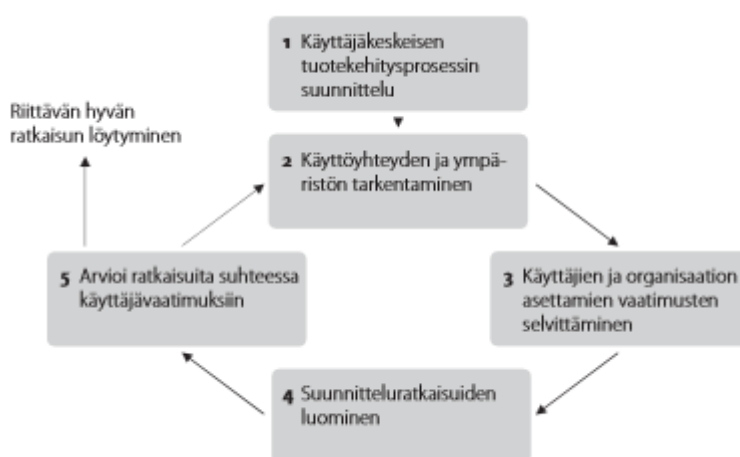 1 Käyttäjäkeskeisen
tuotekehitysprosessin
suunnittelu
Riittävän hyvän
ratkaisun löytyminen
2 Käyttöyhteyden ja ympä-
ristön tarkentaminen
5 Arvioi ratkaisuita suhteessa
käyttäjävaatimuksiin
3 Käyttäjien ja organisaation
asettamien vaatimusten
selvittäminen
4 Suunnitteluratkaisuiden
luominen